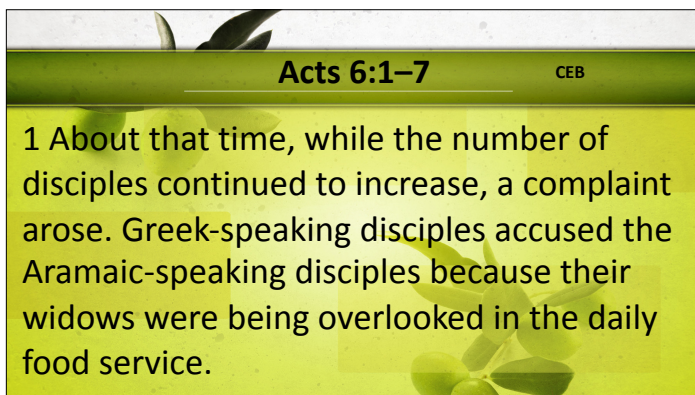 Acts 6:1–7 CEB
1 About that time, while the number of
disciples continued to increase, a complaint
arose. Greek-speaking disciples accused the
Aramaic-speaking disciples because their
widows were being overlooked in the daily
food service.